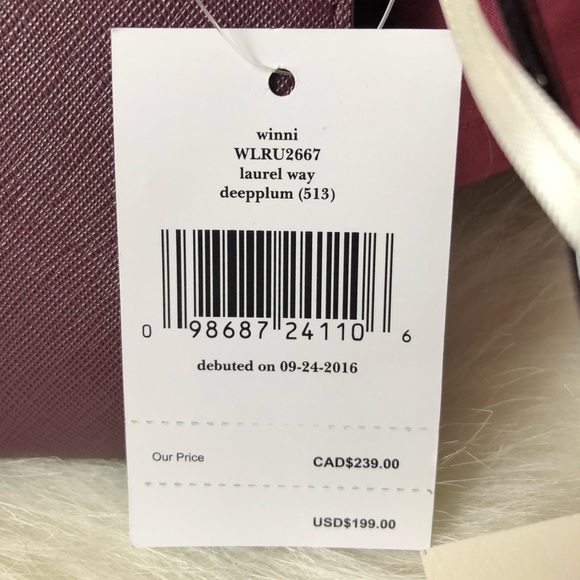 winni
WLRU2667
laurel way
deepplum (513)
0 98687 24110 6
debuted on 09-24-2016
Our Price CAD$239.00
USD$199.00